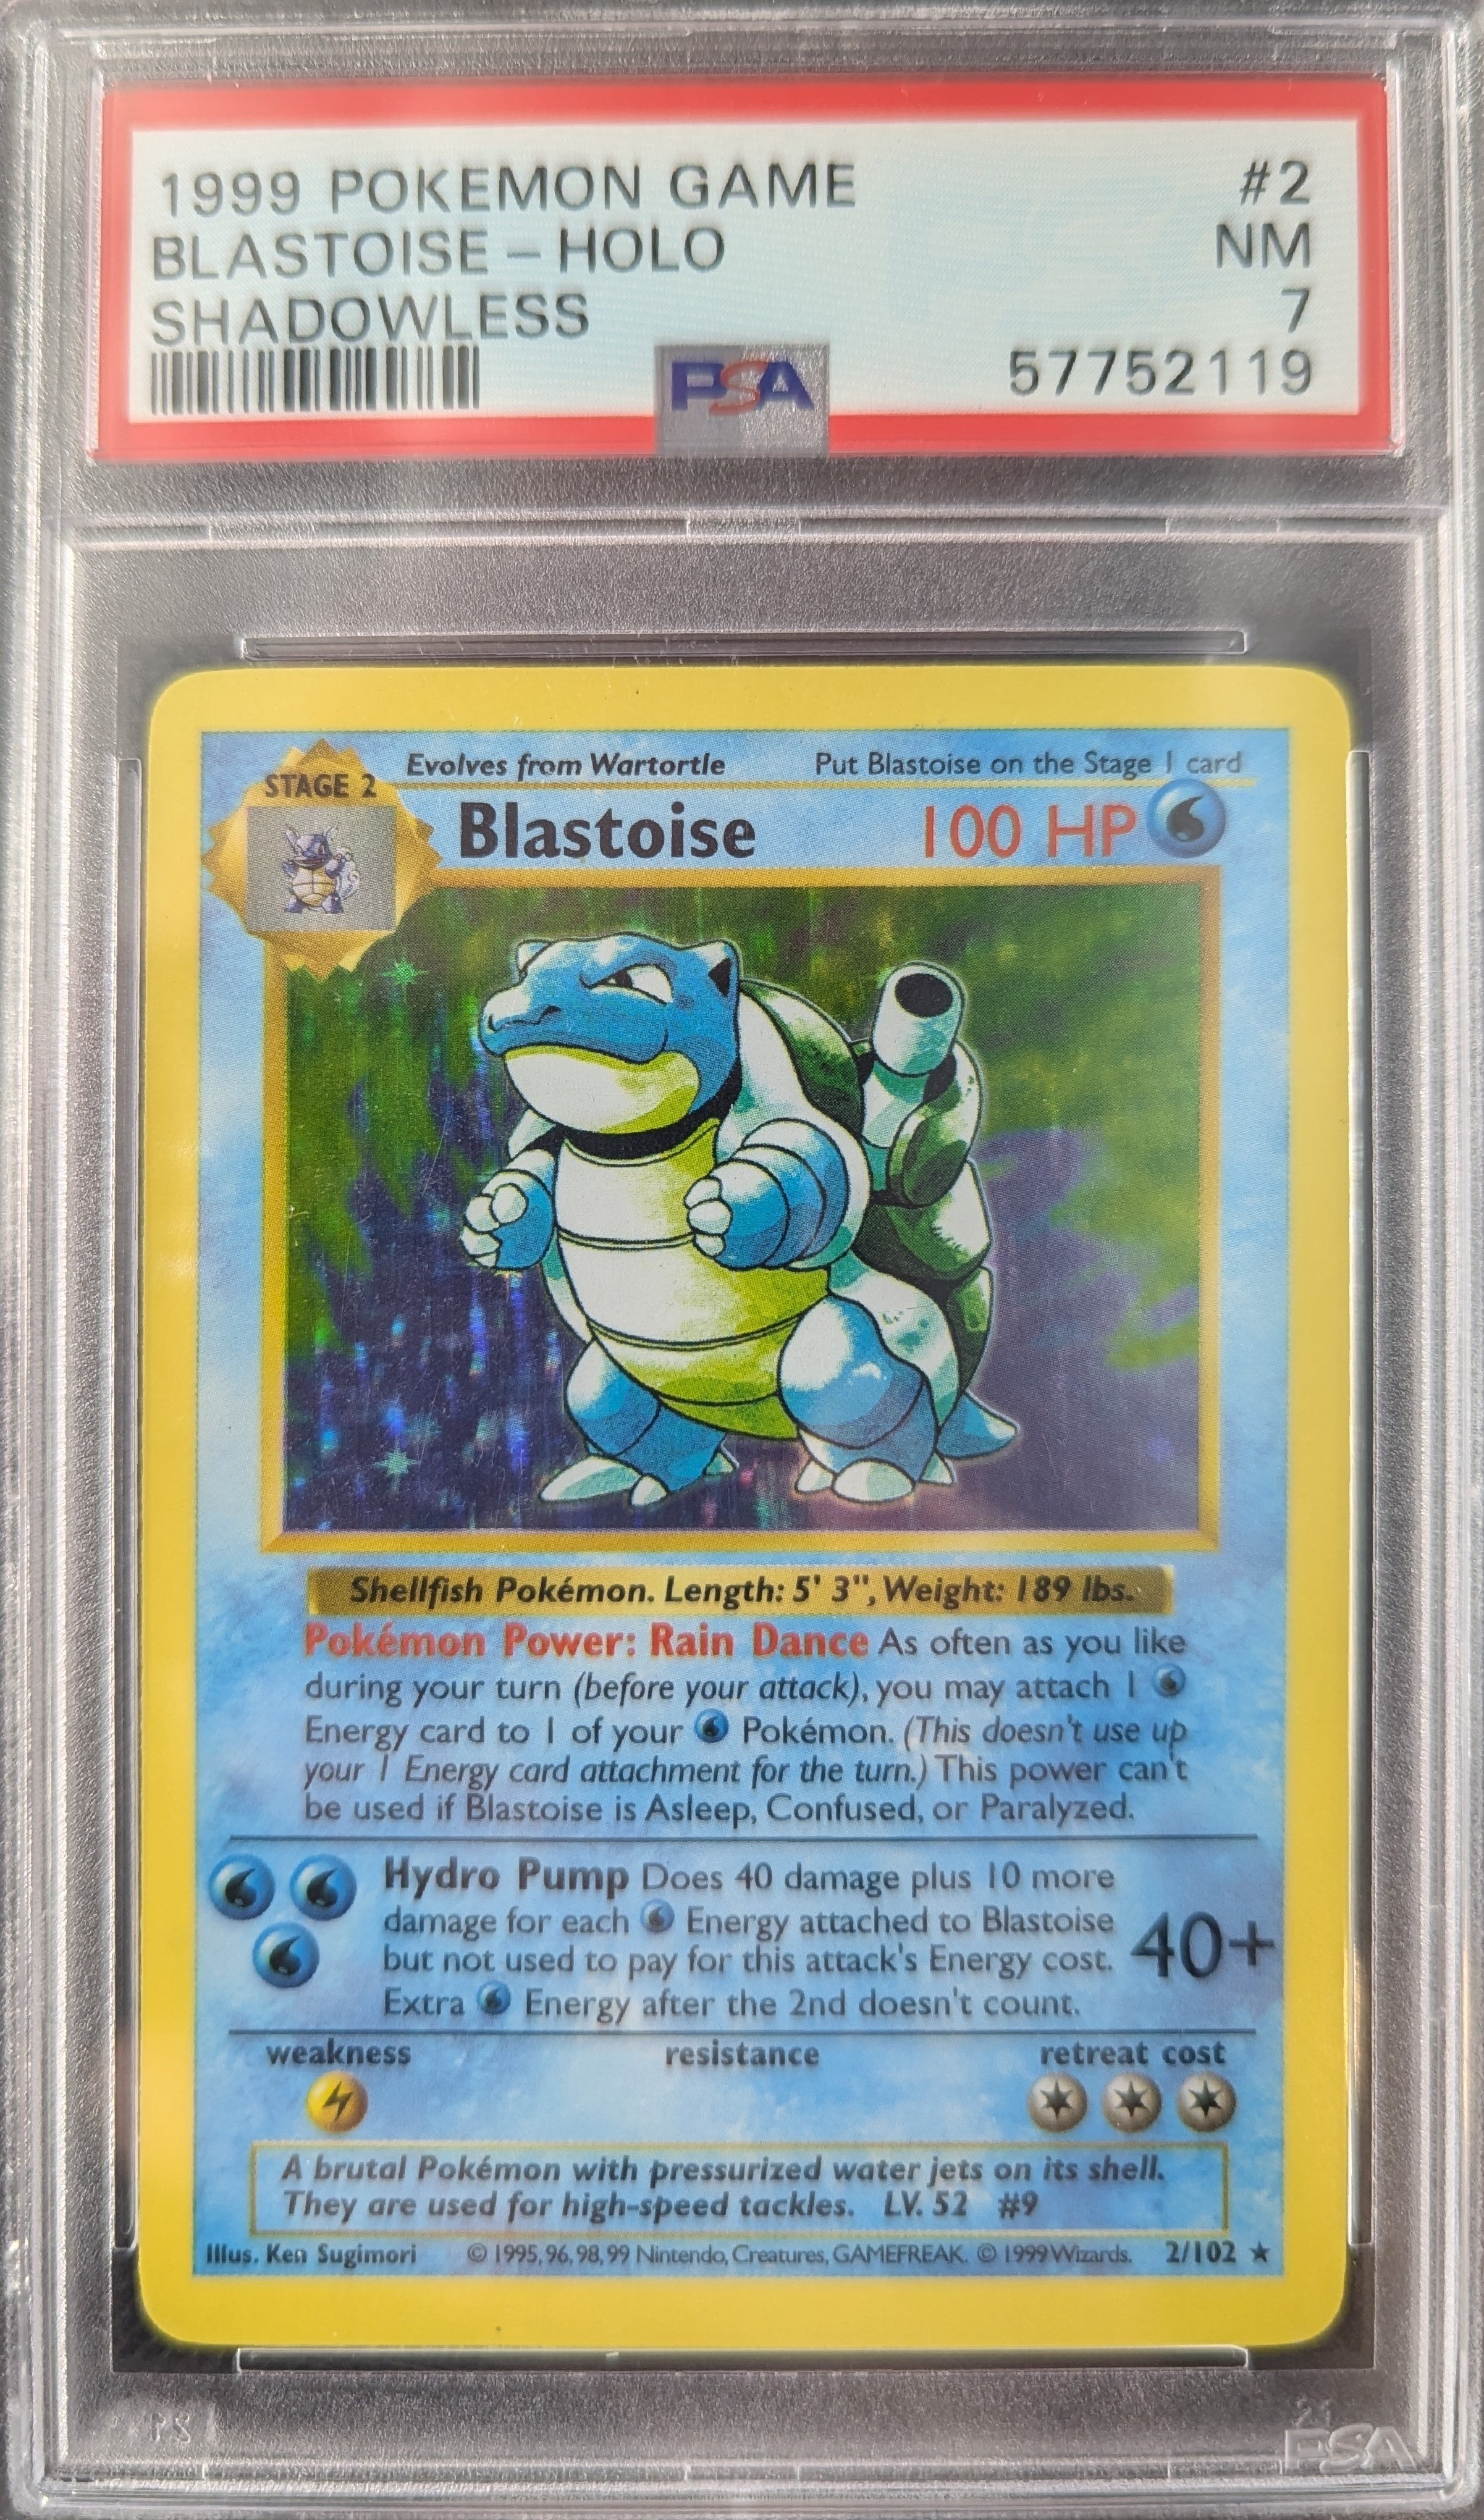 1999 POKEMON GAME #2
BLASTOISE – HOLO NM
SHADOWLESS 7
PSA 57752119
Evolves from Wartortle Put Blastoise on the Stage 1 card
STAGE 2
Blastoise 100 HP
Shellfish Pokémon. Length: 5' 3", Weight: 189 lbs.
Pokémon Power: Rain Dance As often as you like
during your turn (before your attack), you may attach 1
Energy card to 1 of your Pokémon. (This doesn't use up
your 1 Energy card attachment for the turn.) This power can't
be used if Blastoise is Asleep, Confused, or Paralyzed.
Hydro Pump Does 40 damage plus 10 more
damage for each Energy attached to Blastoise
but not used to pay for this attack's Energy cost. 40+
Extra Energy after the 2nd doesn't count.
weakness resistance retreat cost
A brutal Pokémon with pressurized water jets on its shell.
They are used for high-speed tackles. LV. 52 #9
Illus. Ken Sugimori © 1995, 96, 98, 99 Nintendo, Creatures, GAMEFREAK. © 1999 Wizards. 2/102 ★
PSA